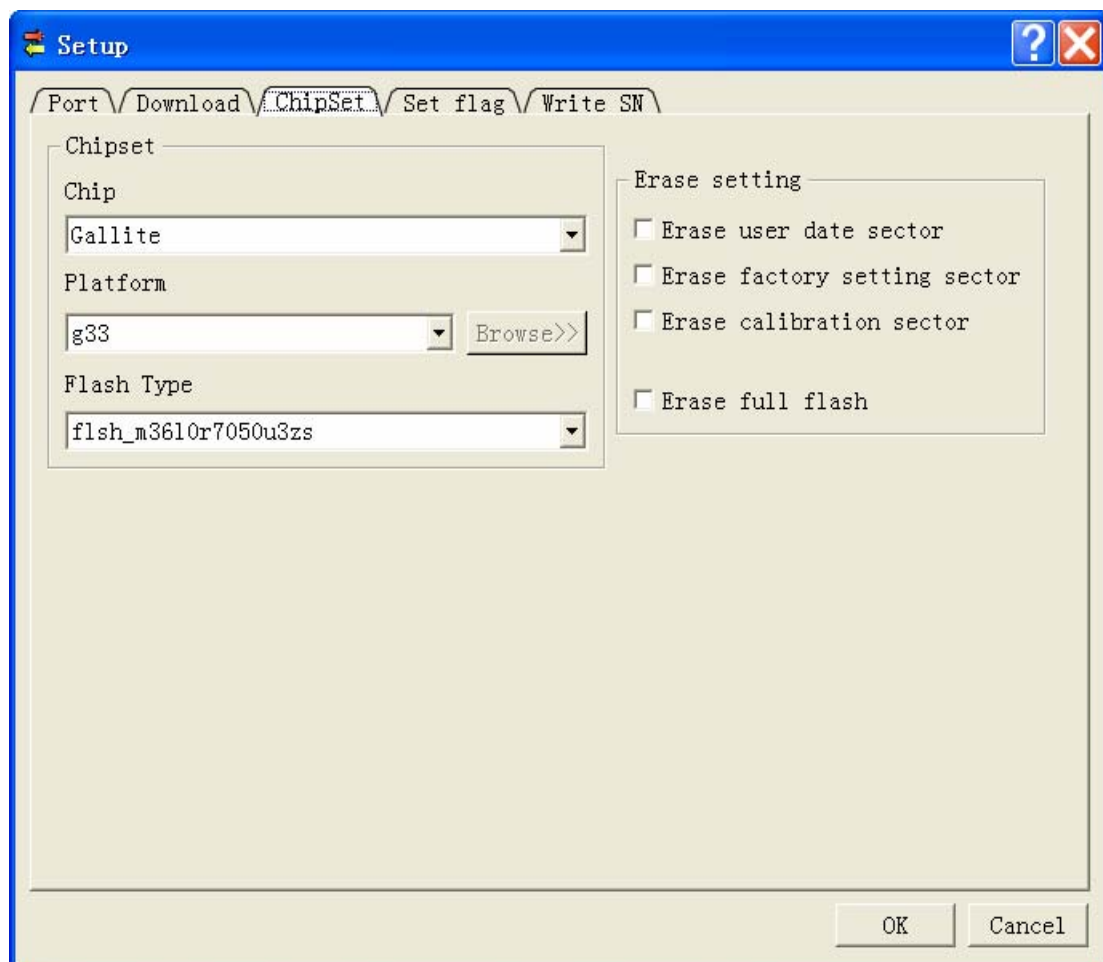 Setup
Port
Download
ChipSet
Set flag
Write SN
Chipset
Chip
Gallite
Platform
g33
Browse>>
Flash Type
flsh_m36l0r7050u3zs
Erase setting
Erase user date sector
Erase factory setting sector
Erase calibration sector
Erase full flash
OK
Cancel